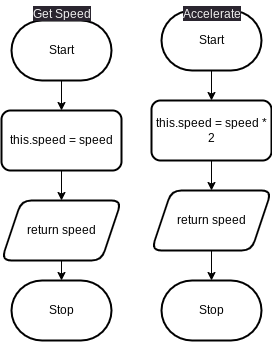 Get Speed
Start
this.speed = speed
return speed
Stop
Accelerate
Start
this.speed = speed *
2
return speed
Stop